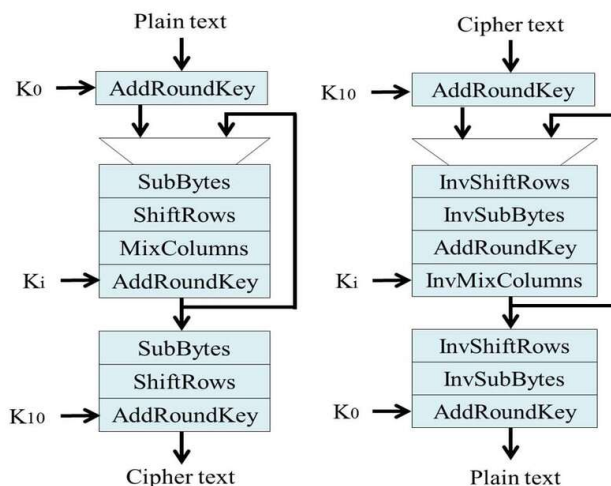 Plain text
K0
AddRoundKey
SubBytes
ShiftRows
MixColumns
Ki
AddRoundKey
SubBytes
ShiftRows
K10
AddRoundKey
Cipher text
Cipher text
K10
AddRoundKey
InvShiftRows
InvSubBytes
AddRoundKey
Ki
InvMixColumns
InvShiftRows
InvSubBytes
K0
AddRoundKey
Plain text